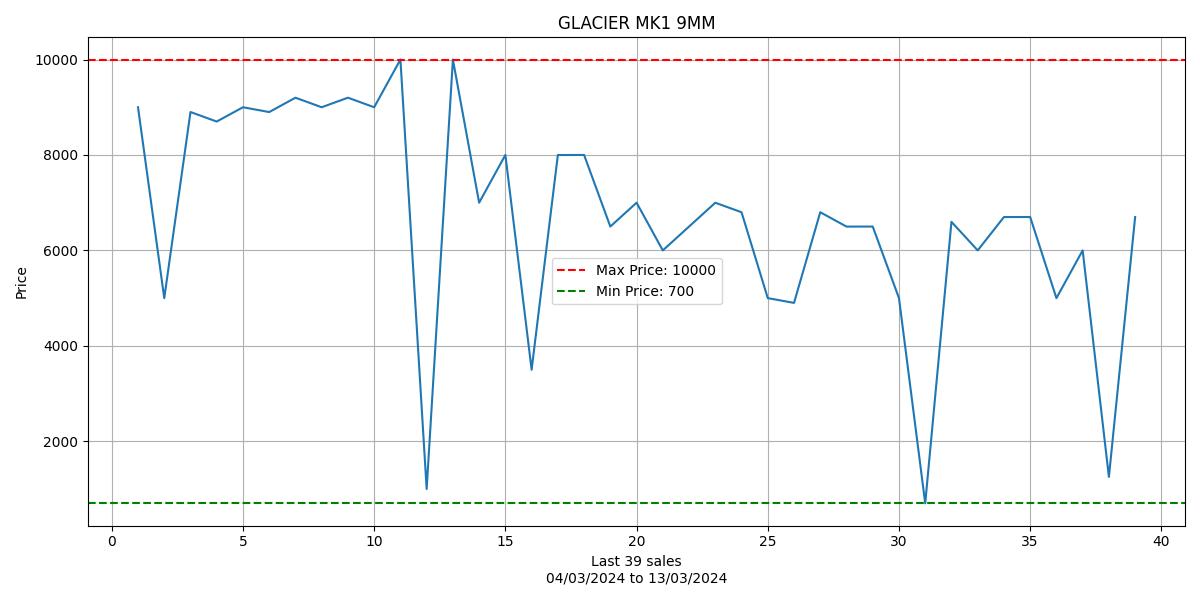 GLACIER MK1 9MM
10000
8000
6000
4000
2000
Price
Max Price: 10000
Min Price: 700
0 5 10 15 20 25 30 35 40
Last 39 sales
04/03/2024 to 13/03/2024